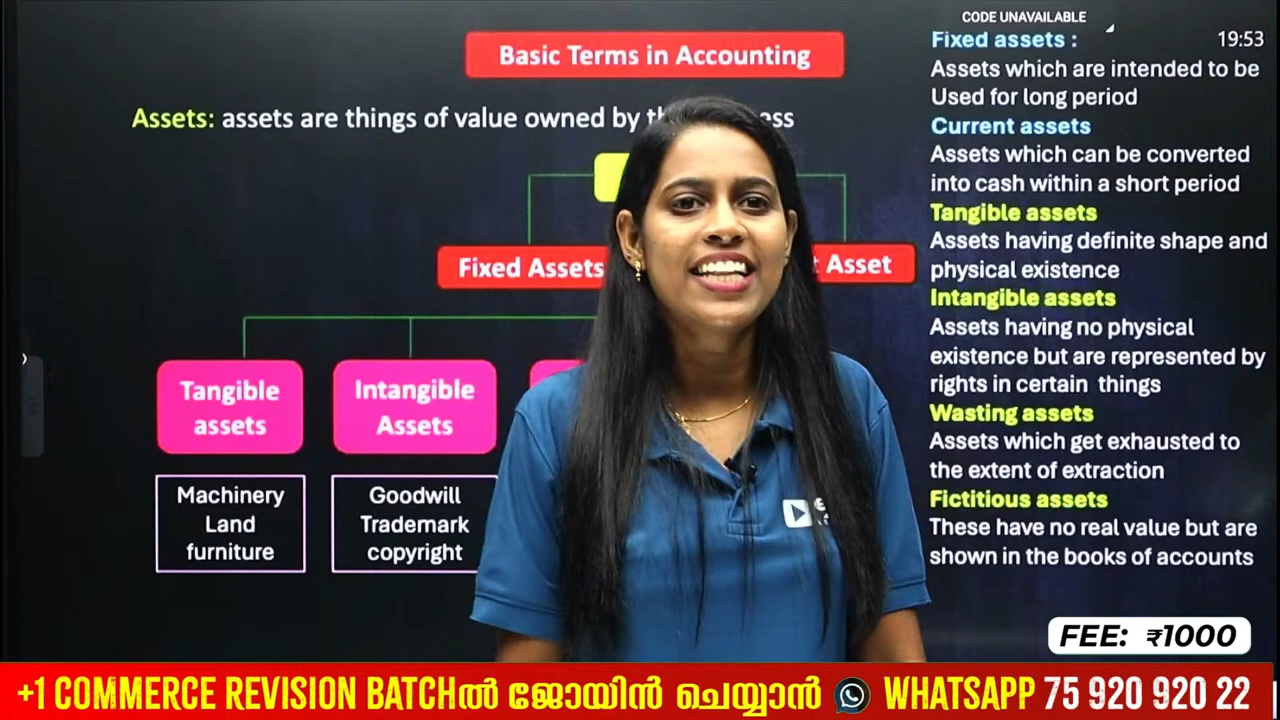 CODE UNAVAILABLE
19:53
Basic Terms in Accounting
Assets: assets are things of value owned by
Fixed Assets
Asset
Tangible
assets
Intangible
Assets
Machinery
Land
furniture
Goodwill
Trademark
copyright
Fixed assets :
Assets which are intended to be
Used for long period
Current assets
Assets which can be converted
into cash within a short period
Tangible assets
Assets having definite shape and
physical existence
Intangible assets
Assets having no physical
existence but are represented by
rights in certain things
Wasting assets
Assets which get exhausted to
the extent of extraction
Fictitious assets
These have no real value but are
shown in the books of accounts
FEE: ₹1000
+1 COMMERCE REVISION BATCHൽ ജോയിൻ ചെയ്യാൻ WHATSAPP 75 920 920 22